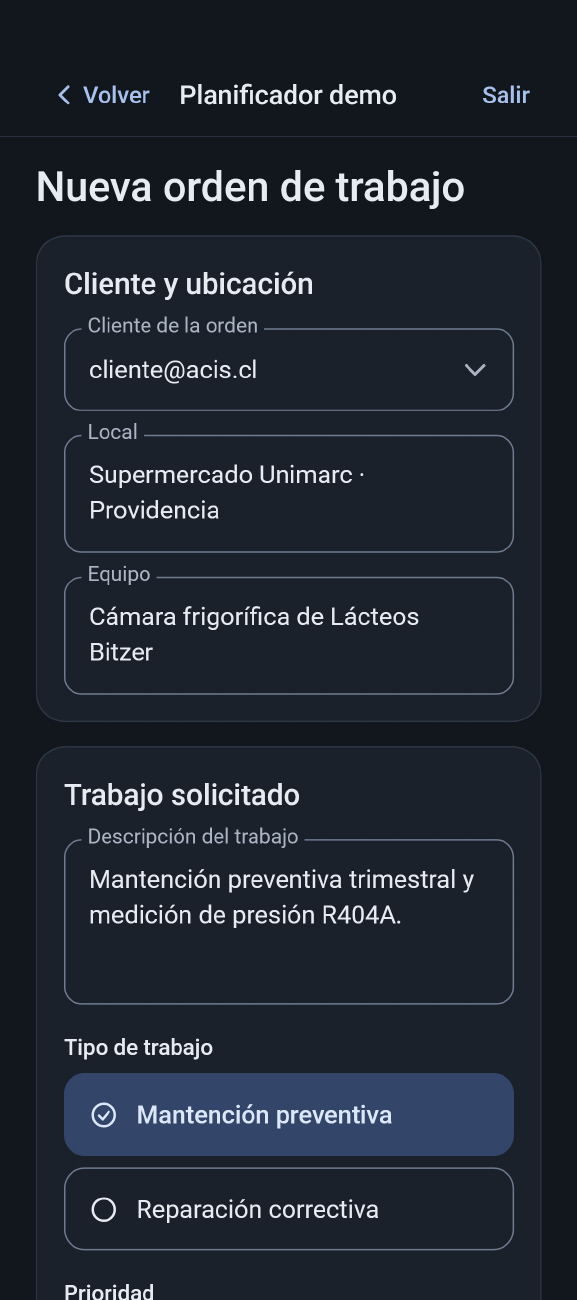 Volver Planificador demo Salir
Nueva orden de trabajo
Cliente y ubicación
Cliente de la orden
cliente@acis.cl
Local
Supermercado Unimarc ·
Providencia
Equipo
Cámara frigorífica de Lácteos
Bitzer
Trabajo solicitado
Descripción del trabajo
Mantención preventiva trimestral y
medición de presión R404A.
Tipo de trabajo
Mantención preventiva
Reparación correctiva
Prioridad